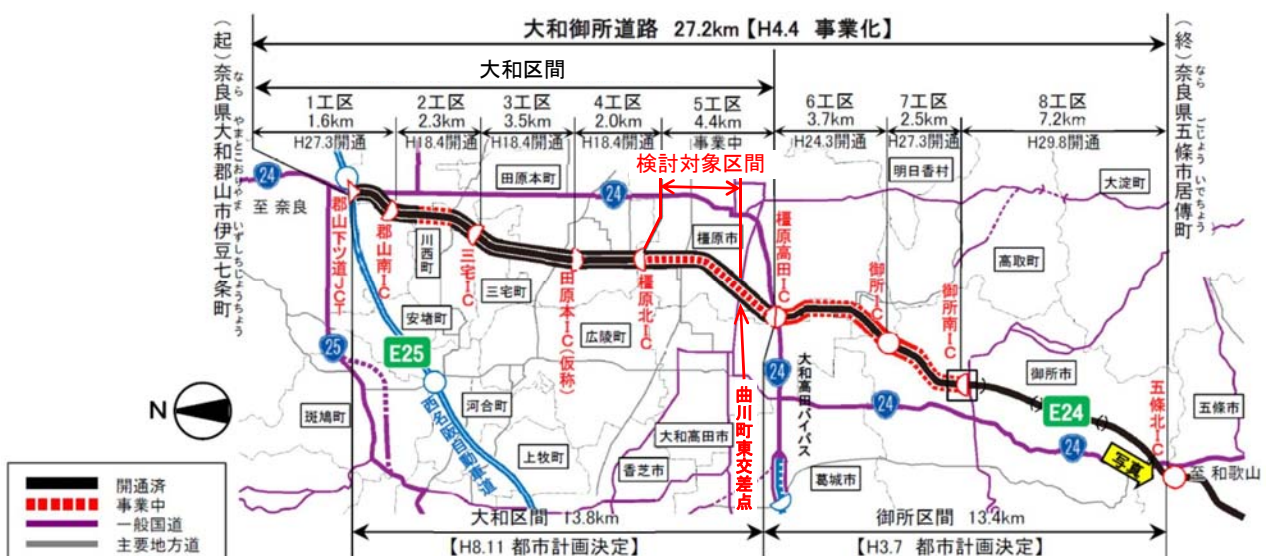 大和御所道路 27.2km【H4.4 事業化】
大和区間
(起)奈良県大和郡山市伊豆七条町
なら やまとこおりやま いずしちじょうちょう
(終)奈良県五條市居傳町
なら ごじょう いでちょう
1工区
1.6km
H27.3開通
2工区
2.3km
H18.4開通
3工区
3.5km
H18.4開通
4工区
2.0km
H18.4開通
5工区
4.4km
事業中
6工区
3.7km
H24.3開通
7工区
2.5km
H27.3開通
8工区
7.2km
H29.8開通
検討対象区間
24
至 奈良
田原本町
24
明日香村
大淀町
郡山下ツ道JCT
郡山南IC
川西町
三宅IC
三宅町
田原本IC(仮称)
橿原北IC
橿原市
橿原高田IC
御所IC
御所南IC
高取町
安堵町
広陵町
25
E25
斑鳩町
西名阪自動車道
河合町
上牧町
香芝市
大和高田市
曲川町東交差点
24
大和高田バイパス
24
葛城市
御所市
E24
24
写真
五條北IC
五條市
至 和歌山
N
開通済
事業中
一般国道
主要地方道
大和区間 13.8km
【H8.11 都市計画決定】
御所区間 13.4km
【H3.7 都市計画決定】